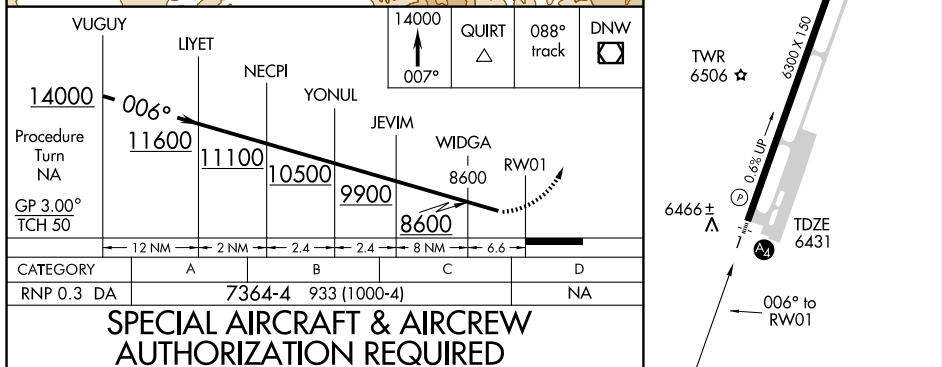 VUGUY
LIYET
NECPI
YONUL
JEVIM
WIDGA
RW01
14000
007°
QUIRT
088°
track
DNW
14000
006°
11600
11100
10500
9900
8600
8600
Procedure
Turn
NA
GP 3.00°
TCH 50
12 NM 2 NM 2.4 2.4 8 NM 6.6
CATEGORY A B C D
RNP 0.3 DA 7364-4 933 (1000-4) NA
SPECIAL AIRCRAFT & AIRCREW
AUTHORIZATION REQUIRED
TWR
6506
6300 X 150
0.6% UP
P
6466 ±
TDZE
6431
A4
1
006° to
RW01